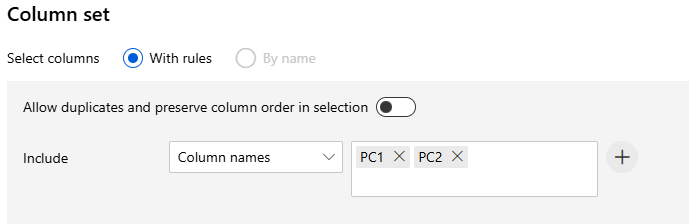 Column set
Select columns With rules By name
Allow duplicates and preserve column order in selection
Include Column names PC1 PC2